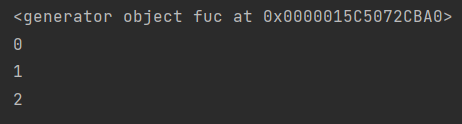 <generator object fuc at 0x0000015C5072CBA0>
0
1
2